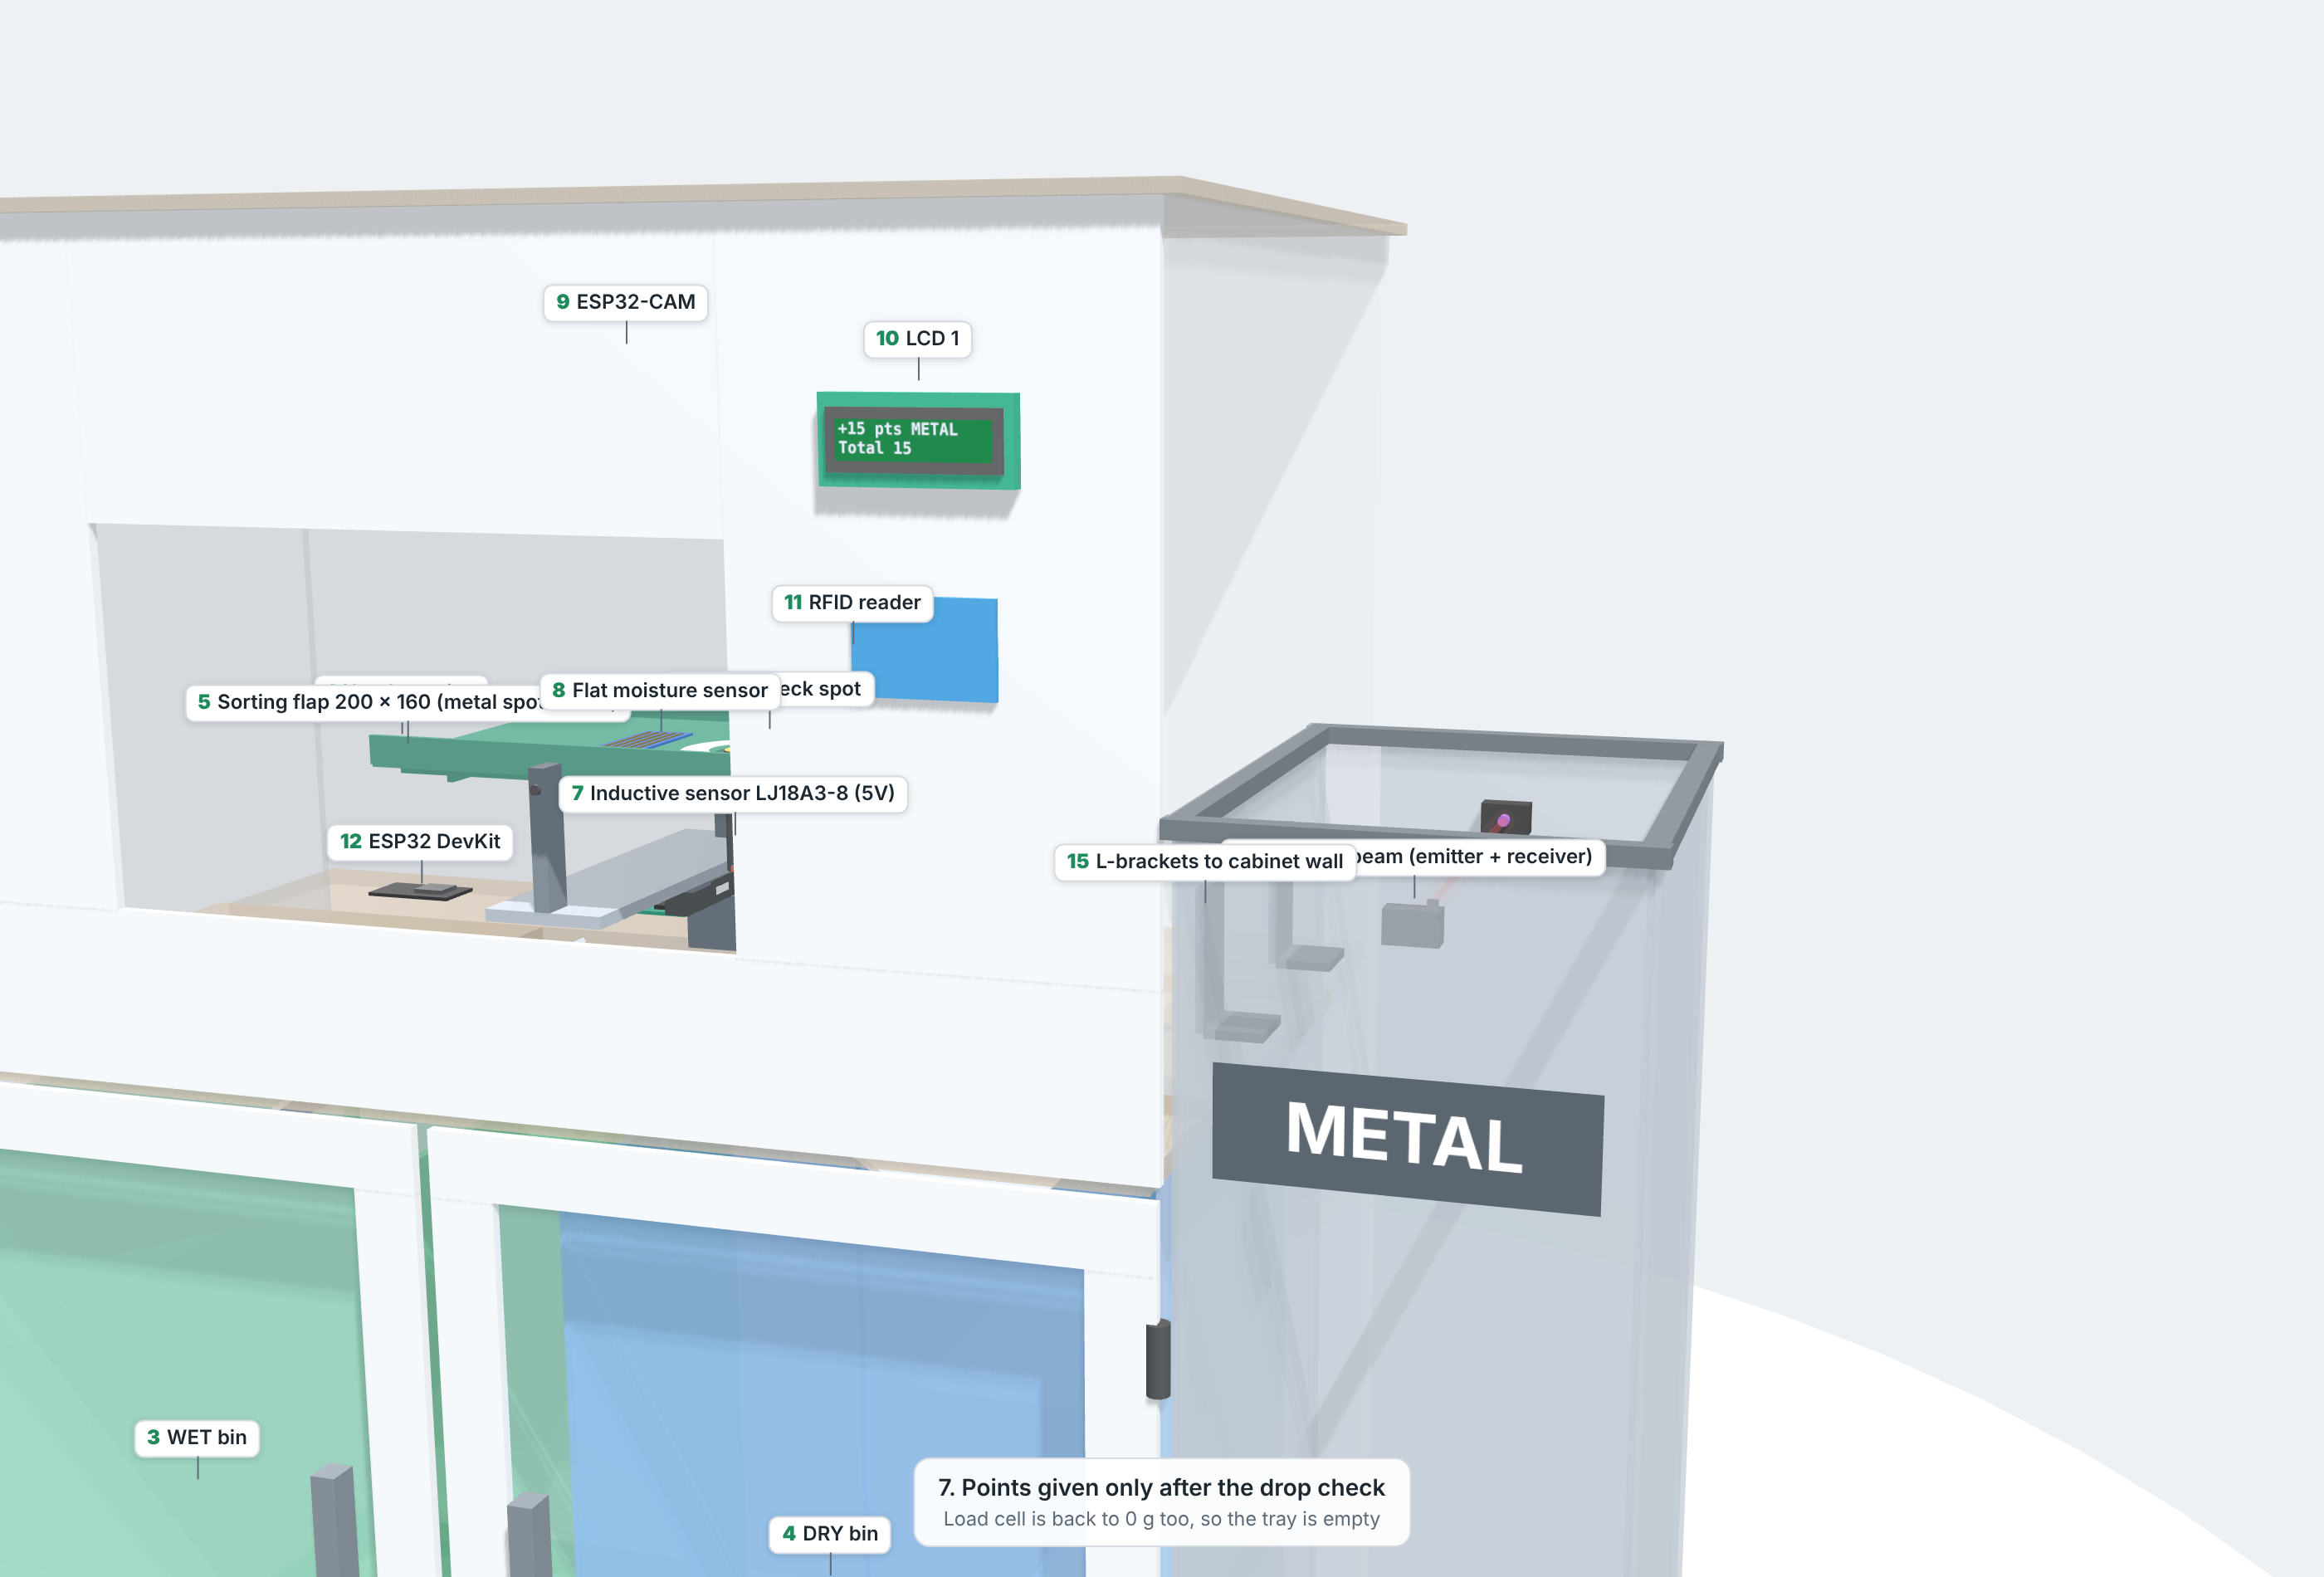 9 ESP32-CAM
10 LCD 1
+15 pts METAL
Total 15
11 RFID reader
5 Sorting flap 200 × 160 (metal
8 Flat moisture sensor
spot
7 Inductive sensor LJ18A3-8 (5V)
12 ESP32 DevKit
15 L-brackets to cabinet wall
beam (emitter + receiver)
METAL
3 WET bin
7. Points given only after the drop check
Load cell is back to 0 g too, so the tray is empty
4 DRY bin